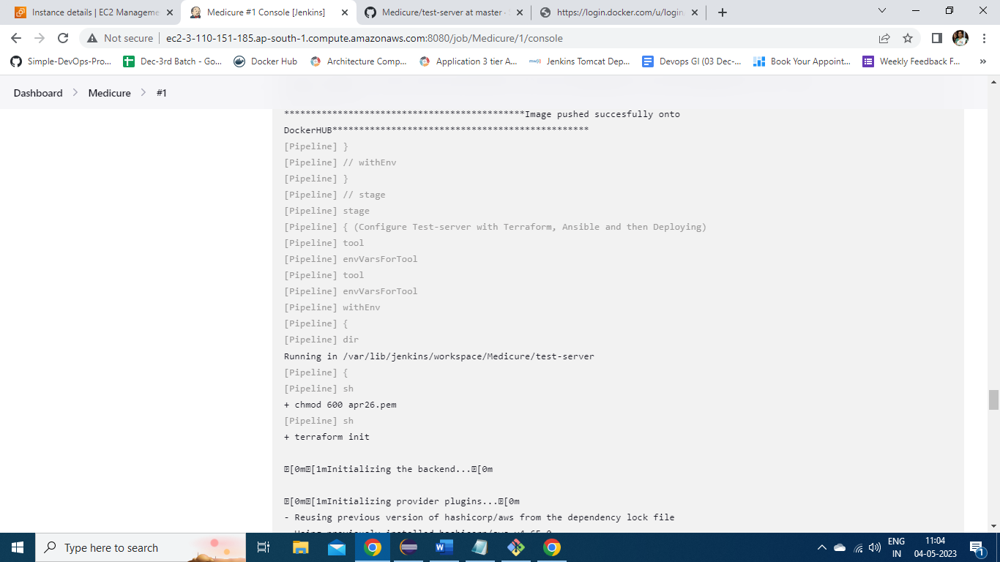 Instance details | EC2 Manageme
Medicure #1 Console [Jenkins]
Medicure/test-server at master ·
https://login.docker.com/u/login
Not secure
ec2-3-110-151-185.ap-south-1.compute.amazonaws.com:8080/job/Medicure/1/console
Simple-DevOps-Pro...
Dec-3rd Batch - Go...
Docker Hub
Architecture Comp...
Application 3 tier A...
Jenkins Tomcat Dep...
Devops GI (03 Dec-...
Book Your Appoint...
Weekly Feedback F...
»
Dashboard > Medicure > #1
*********************************************Image pushed succesfully onto
DockerHUB************************************************
[Pipeline] }
[Pipeline] // withEnv
[Pipeline] }
[Pipeline] // stage
[Pipeline] stage
[Pipeline] { (Configure Test-server with Terraform, Ansible and then Deploying)
[Pipeline] tool
[Pipeline] envVarsForTool
[Pipeline] tool
[Pipeline] envVarsForTool
[Pipeline] withEnv
[Pipeline] {
[Pipeline] dir
Running in /var/lib/jenkins/workspace/Medicure/test-server
[Pipeline] {
[Pipeline] sh
+ chmod 600 apr26.pem
[Pipeline] sh
+ terraform init
[0m[1mInitializing the backend...[0m
[0m[1mInitializing provider plugins...[0m
- Reusing previous version of hashicorp/aws from the dependency lock file
- Using previously-installed hashicorp/aws v4.65.0
Type here to search
ENG
IN
11:04
04-05-2023
1